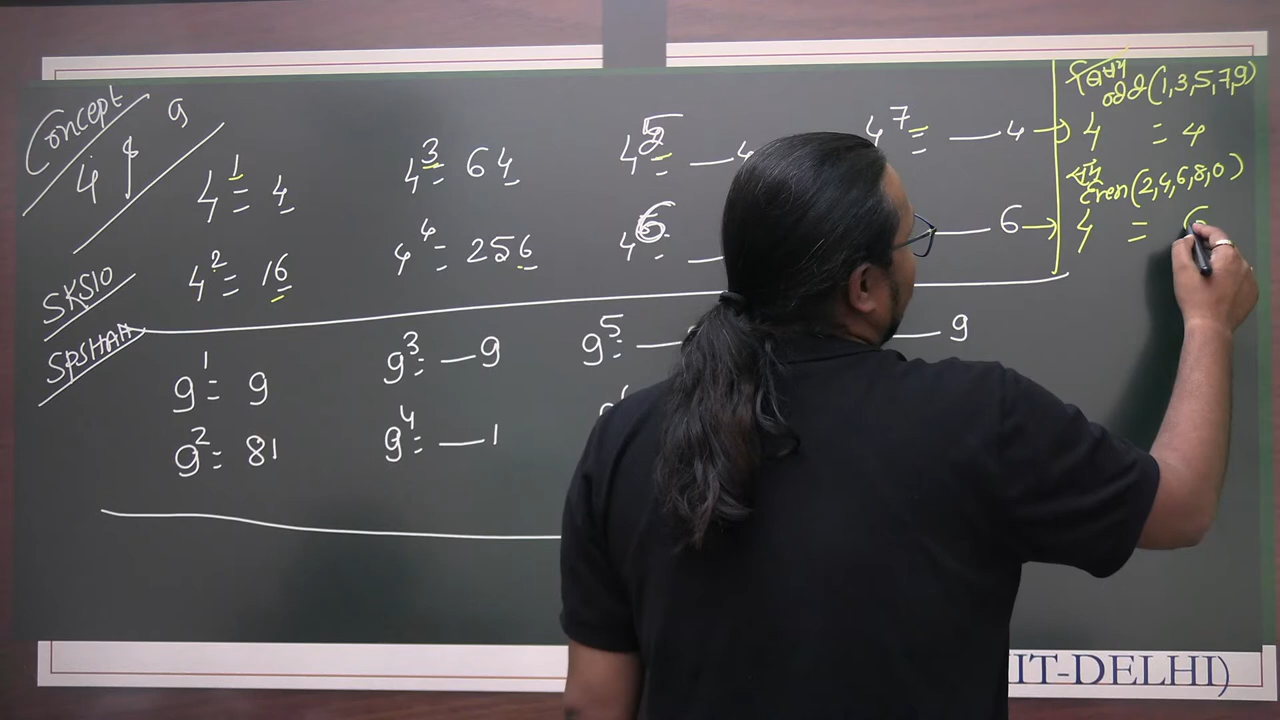 Concept
4 & 9
4¹ = 4
4² = 16
4³ = 64
4⁴ = 256
4⁵ = — 4
4⁶ = —
4⁷ = — 4
— 6
विषम
odd (1,3,5,7,9)
4 = 4
सम
even (2,4,6,8,0)
4 = 6
SKS10
SPSHAH
9¹ = 9
9² = 81
9³ = — 9
9⁴ = — 1
9⁵ = —
— 9
IT-DELHI)